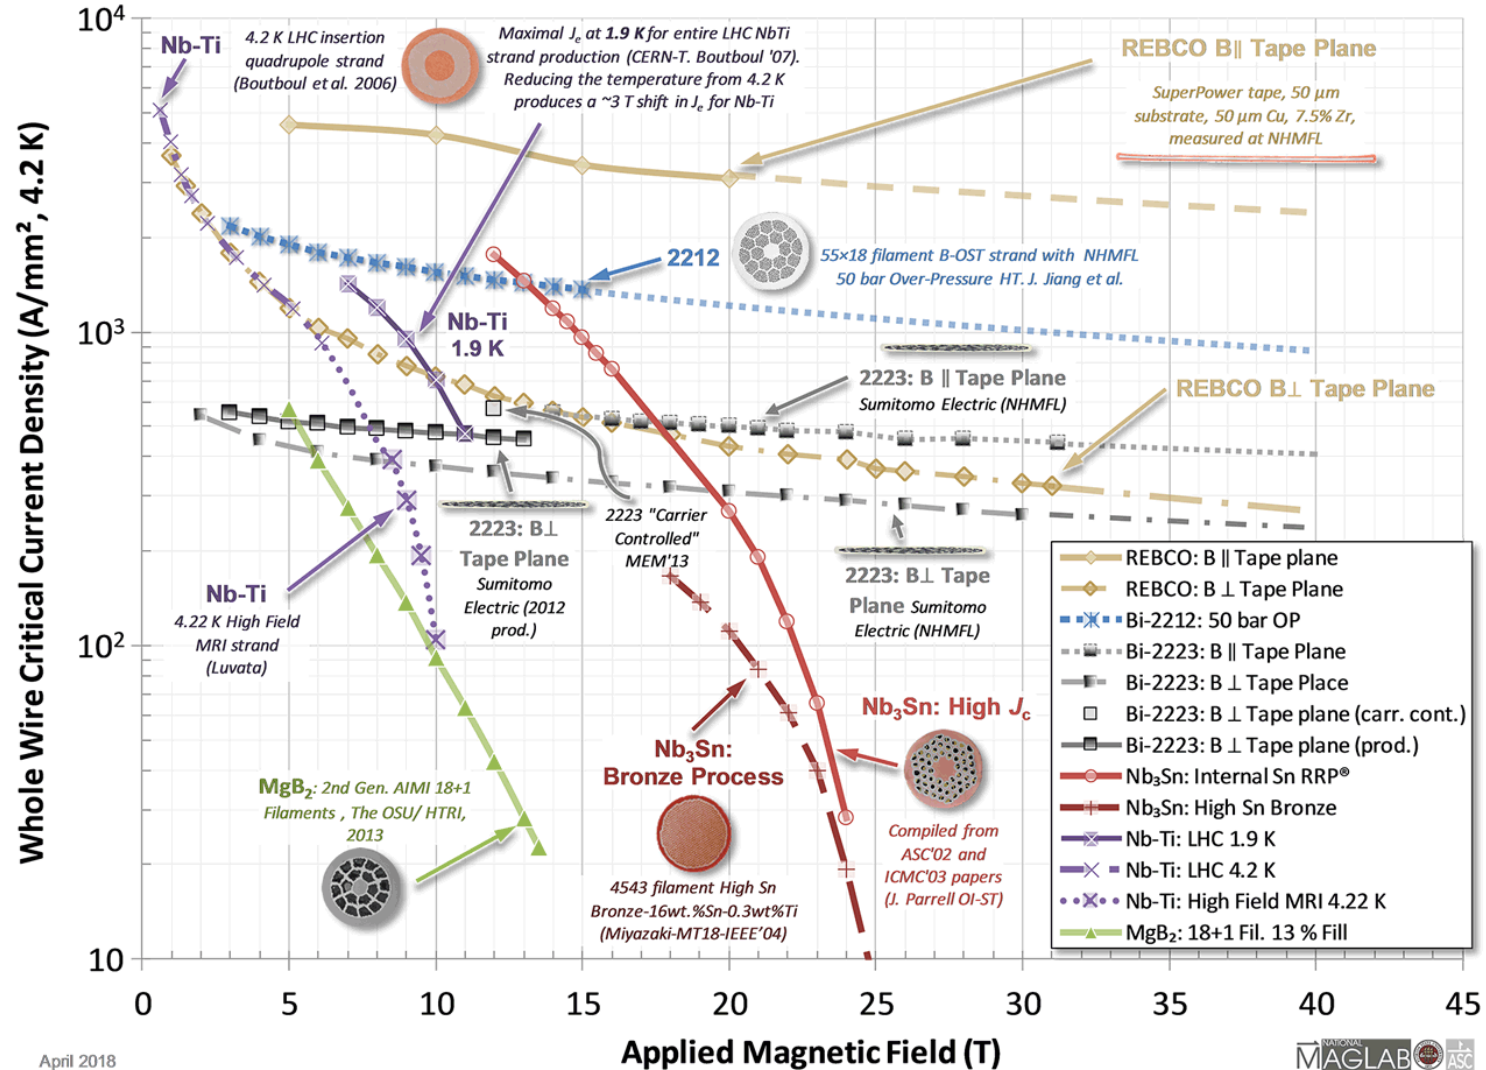 Whole Wire Critical Current Density (A/mm², 4.2 K)
10⁴
10³
10²
10
Nb-Ti
4.2 K LHC insertion
quadrupole strand
(Boutboul et al. 2006)
Maximal Jₑ at 1.9 K for entire LHC NbTi
strand production (CERN-T. Boutboul '07).
Reducing the temperature from 4.2 K
produces a ~3 T shift in Jₑ for Nb-Ti
REBCO B∥ Tape Plane
SuperPower tape, 50 μm
substrate, 50 μm Cu, 7.5% Zr,
measured at NHMFL
2212
55×18 filament B-OST strand with NHMFL
50 bar Over-Pressure HT. J. Jiang et al.
Nb-Ti
1.9 K
2223: B ∥ Tape Plane
Sumitomo Electric (NHMFL)
REBCO B⊥ Tape Plane
2223: B⊥
Tape Plane
Sumitomo
Electric (2012
prod.)
2223 "Carrier
Controlled"
MEM'13
2223: B⊥ Tape
Plane Sumitomo
Electric (NHMFL)
Nb-Ti
4.22 K High Field
MRI strand
(Luvata)
Nb₃Sn:
Bronze Process
4543 filament High Sn
Bronze-16wt.%Sn-0.3wt%Ti
(Miyazaki-MT18-IEEE’04)
Nb₃Sn: High Jc
Compiled from
ASC'02 and
ICMC'03 papers
(J. Parrell OI-ST)
MgB₂: 2nd Gen. AIMI 18+1
Filaments , The OSU/ HTRI,
2013
REBCO: B ∥ Tape plane
REBCO: B ⊥ Tape Plane
Bi-2212: 50 bar OP
Bi-2223: B ∥ Tape Plane
Bi-2223: B ⊥ Tape Place
Bi-2223: B ⊥ Tape plane (carr. cont.)
Bi-2223: B ⊥ Tape plane (prod.)
Nb₃Sn: Internal Sn RRP®
Nb₃Sn: High Sn Bronze
Nb-Ti: LHC 1.9 K
Nb-Ti: LHC 4.2 K
Nb-Ti: High Field MRI 4.22 K
MgB₂: 18+1 Fil. 13 % Fill
0 5 10 15 20 25 30 35 40 45
Applied Magnetic Field (T)
April 2018
NATIONAL
MAGLAB
ASC